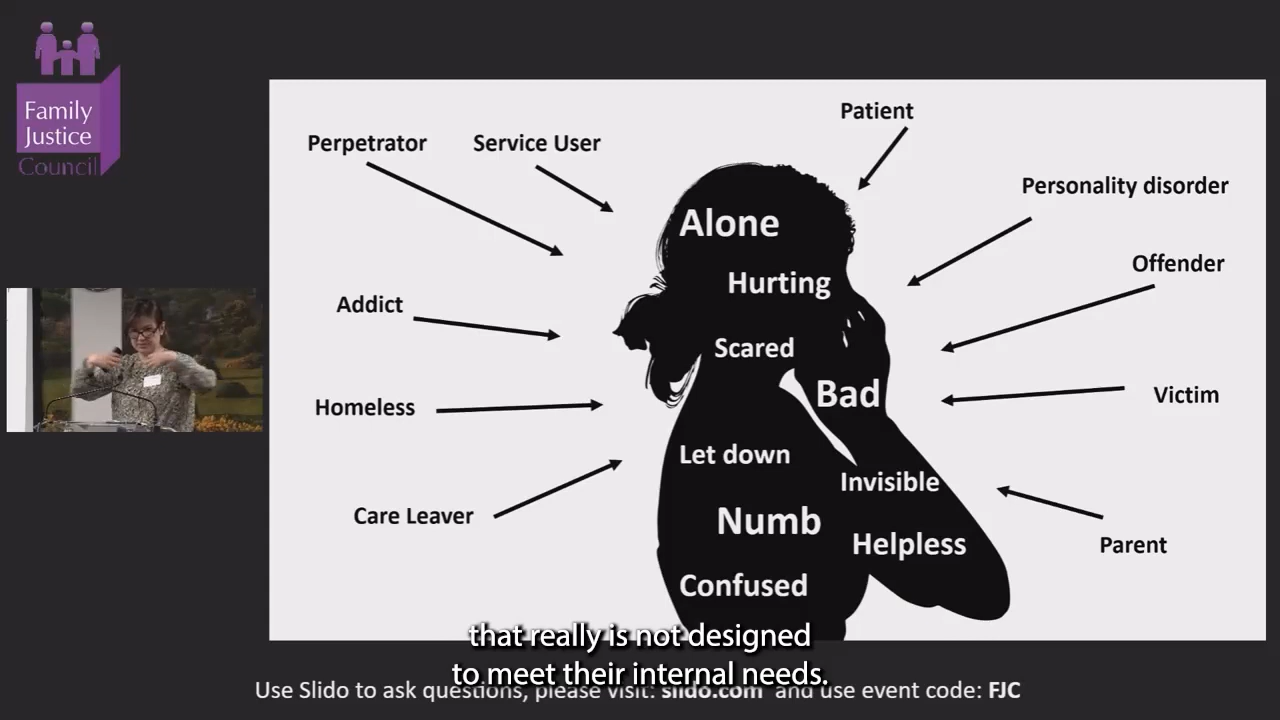 Family
Justice
Council
Perpetrator
Service User
Patient
Personality disorder
Offender
Addict
Homeless
Victim
Care Leaver
Parent
Alone
Hurting
Scared
Bad
Let down
Invisible
Numb
Helpless
Confused
that really is not designed
to meet their internal needs.
Use Slido to ask questions, please visit: slido.com and use event code: FJC